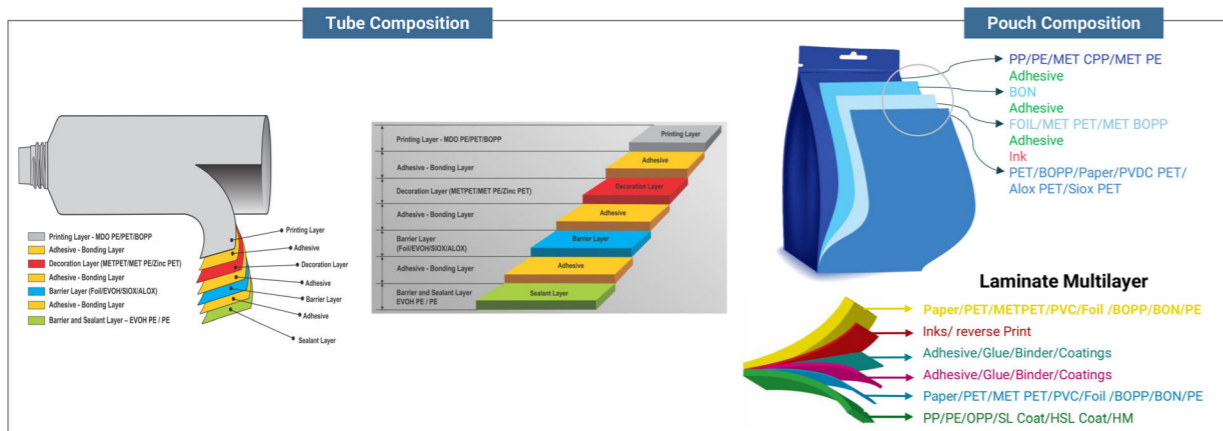 Tube Composition
Printing Layer - MDO PE/PET/BOPP
Adhesive - Bonding Layer
Decoration Layer (METPET/MET PE/Zinc PET)
Adhesive - Bonding Layer
Barrier Layer (Foil/EVOH/SIOX/ALOX)
Adhesive - Bonding Layer
Barrier and Sealant Layer – EVOH PE / PE
Printing Layer
Adhesive
Decoration Layer
Adhesive
Barrier Layer
Adhesive
Sealant Layer
Printing Layer - MDO PE/PET/BOPP
Adhesive - Bonding Layer
Decoration Layer (METPET/MET PE/Zinc PET)
Adhesive - Bonding Layer
Barrier Layer
(Foil/EVOH/SIOX/ALOX)
Adhesive - Bonding Layer
Barrier and Sealant Layer
EVOH PE / PE
Printing Layer
Adhesive
Decoration Layer
Adhesive
Barrier Layer
Adhesive
Sealant Layer
Pouch Composition
PP/PE/MET CPP/MET PE
Adhesive
BON
Adhesive
FOIL/MET PET/MET BOPP
Adhesive
Ink
PET/BOPP/Paper/PVDC PET/
Alox PET/Siox PET
Laminate Multilayer
Paper/PET/METPET/PVC/Foil /BOPP/BON/PE
Inks/ reverse Print
Adhesive/Glue/Binder/Coatings
Adhesive/Glue/Binder/Coatings
Paper/PET/MET PET/PVC/Foil /BOPP/BON/PE
PP/PE/OPP/SL Coat/HSL Coat/HM